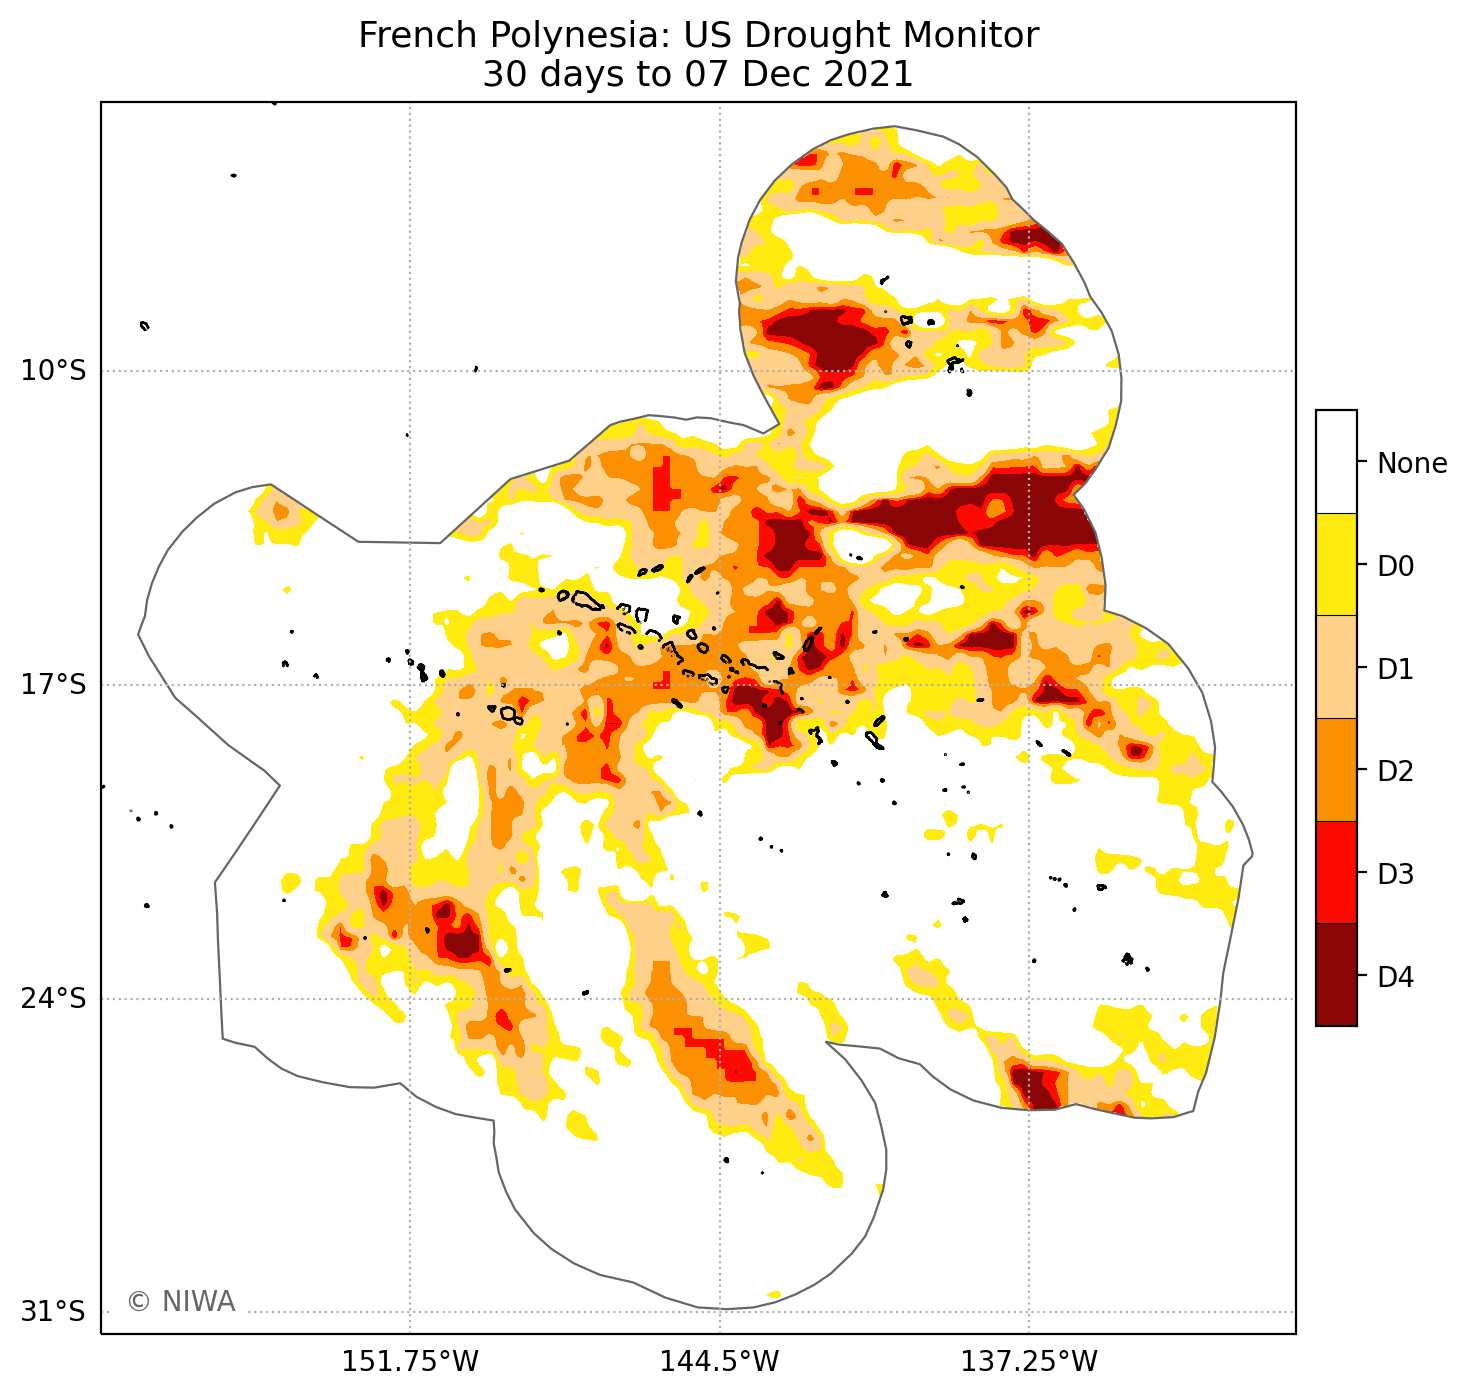 French Polynesia: US Drought Monitor
30 days to 07 Dec 2021
10°S
17°S
24°S
31°S
151.75°W
144.5°W
137.25°W
None
D0
D1
D2
D3
D4
© NIWA